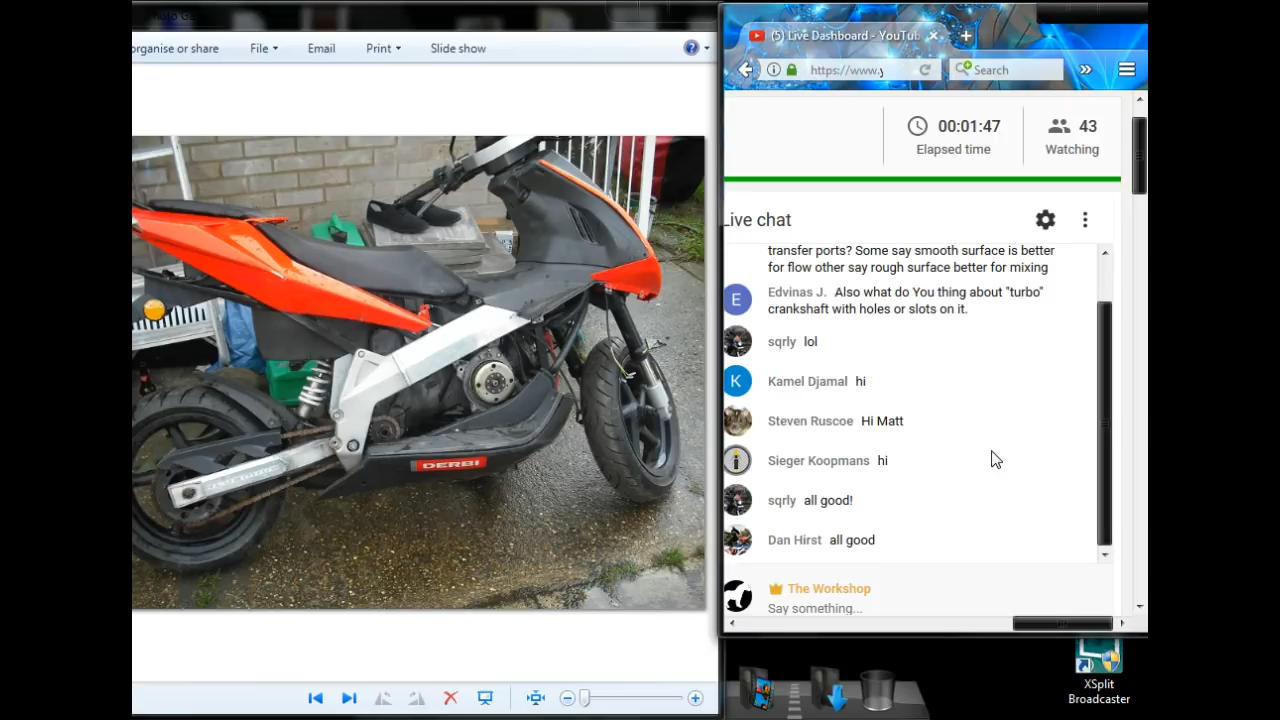 organise or share
File
Email
Print
Slide show
DERBI
(5) Live Dashboard - YouTub
https://www.y
Search
00:01:47
Elapsed time
43
Watching
Live chat
transfer ports? Some say smooth surface is better
for flow other say rough surface better for mixing
Edvinas J. Also what do You thing about "turbo"
crankshaft with holes or slots on it.
sqrly lol
K
Kamel Djamal hi
Steven Ruscoe Hi Matt
Sieger Koopmans hi
sqrly all good!
Dan Hirst all good
The Workshop
Say something...
XSplit
Broadcaster